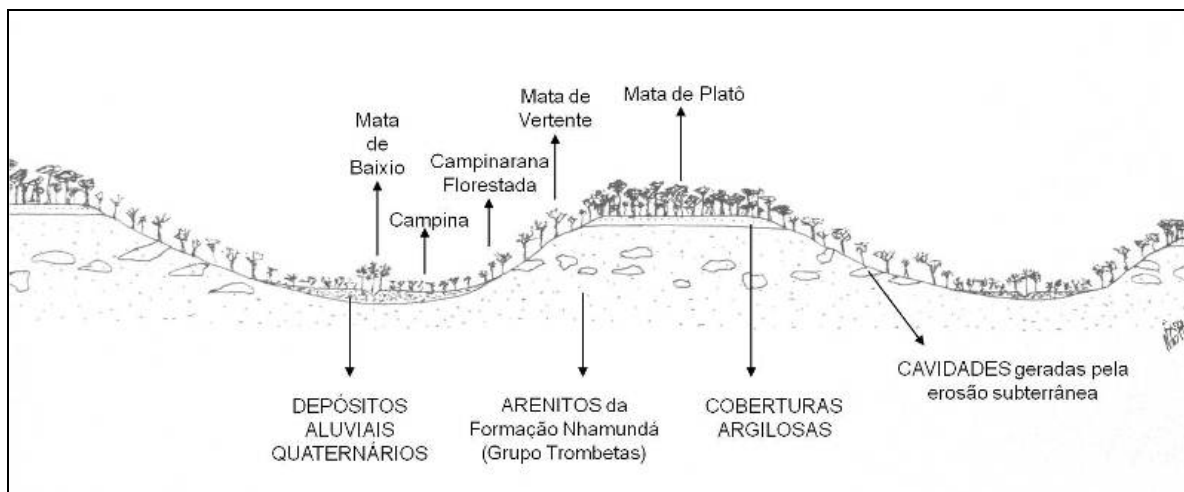 Mata
de
Baixio
Campina
Campinarana
Florestada
Mata de
Vertente
Mata de Platô
DEPÓSITOS
ALUVIAIS
QUATERNÁRIOS
ARENITOS da
Formação Nhamundá
(Grupo Trombetas)
COBERTURAS
ARGILOSAS
CAVIDADES geradas pela
erosão subterrânea